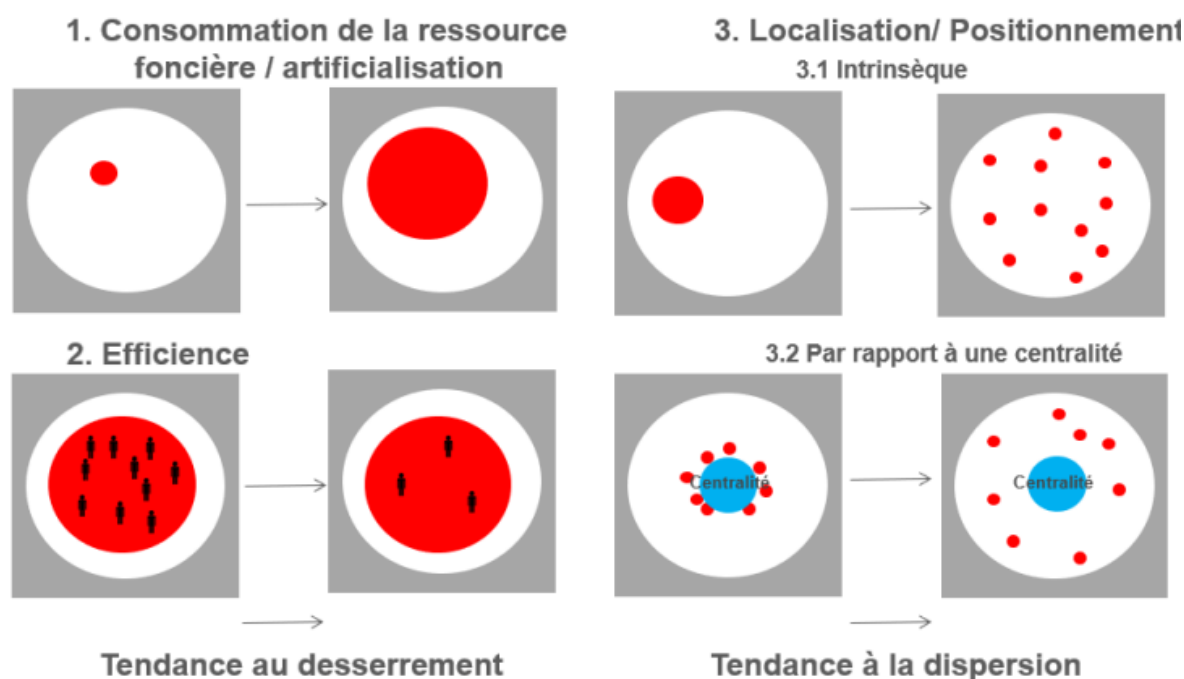 1. Consommation de la ressource
foncière / artificialisation
3. Localisation/ Positionnement
3.1 Intrinsèque
2. Efficience
3.2 Par rapport à une centralité
Centralité
Centralité
Tendance au desserrement
Tendance à la dispersion